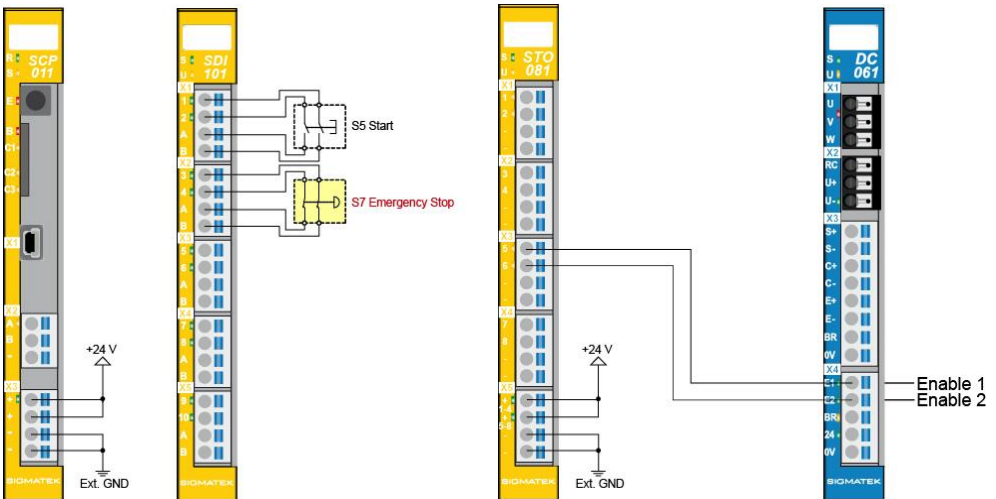 R SCP
S 011
E
B
C1
C2
C3
X1
X2
A
B
-
X3
+
+
-
-
SIGMATEK
+24 V
Ext. GND
S SDI
U 101
X1
1
2
A
B
X2
3
4
A
B
X3
5
6
A
B
X4
7
8
A
B
X5
9
10
A
B
SIGMATEK
S5 Start
S7 Emergency Stop
S STO
U 081
X1
1
2
-
-
X2
3
4
-
-
X3
5
6
-
-
X4
7
8
-
-
X5
+
1-4
+
5-8
-
-
SIGMATEK
+24 V
Ext. GND
S DC
U 061
X1
U
V
W
X2
RC
U+
U-
X3
S+
S-
C+
C-
E+
E-
BR
0V
X4
E1
E2
BR
24
0V
SIGMATEK
Enable 1
Enable 2